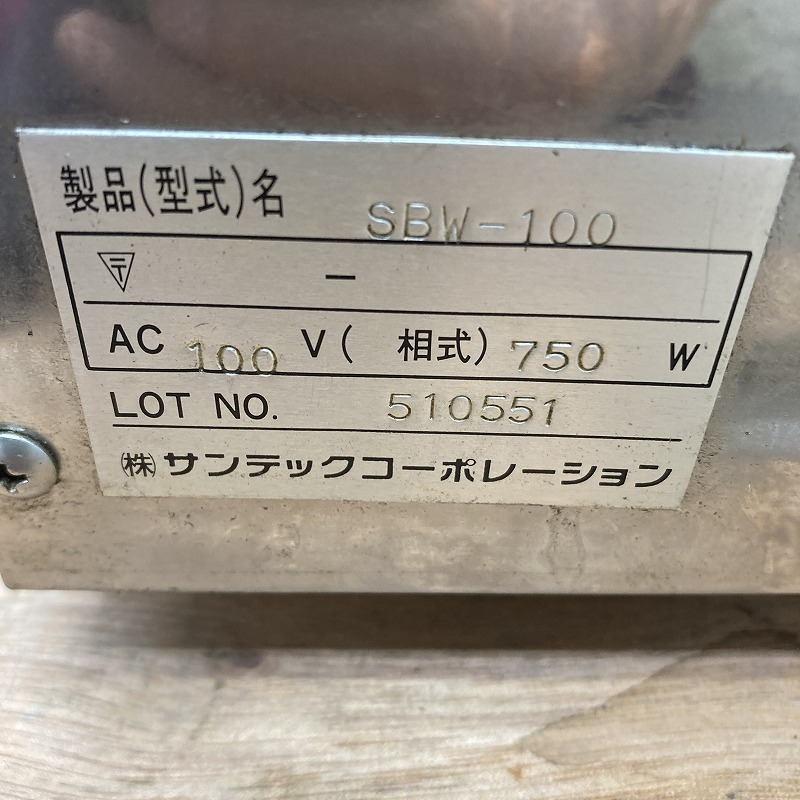 製品(型式)名 SBW-100
〒 -
AC 100 V( 相式) 750 W
LOT NO. 510551
㈱サンテックコーポレーション